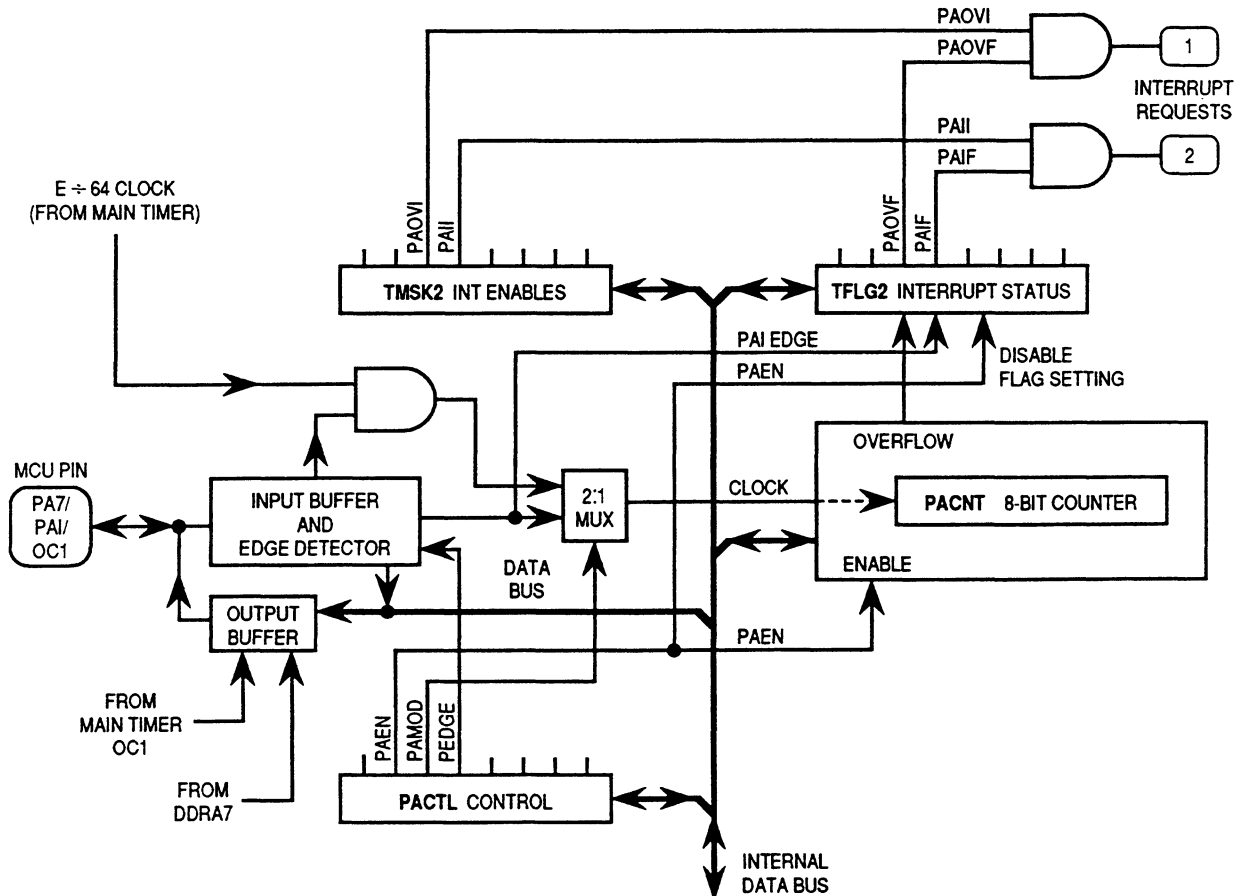 PAOVI
PAOVF
1
INTERRUPT
REQUESTS
PAII
PAIF
2
E ÷ 64 CLOCK
(FROM MAIN TIMER)
PAOVI
PAII
PAOVF
PAIF
TMSK2 INT ENABLES
TFLG2 INTERRUPT STATUS
PAI EDGE
PAEN
DISABLE
FLAG SETTING
OVERFLOW
MCU PIN
PA7/
PAI/
OC1
INPUT BUFFER
AND
EDGE DETECTOR
2:1
MUX
CLOCK
PACNT 8-BIT COUNTER
DATA
BUS
ENABLE
OUTPUT
BUFFER
PAEN
FROM
MAIN TIMER
OC1
PAEN
PAMOD
PEDGE
FROM
DDRA7
PACTL CONTROL
INTERNAL
DATA BUS